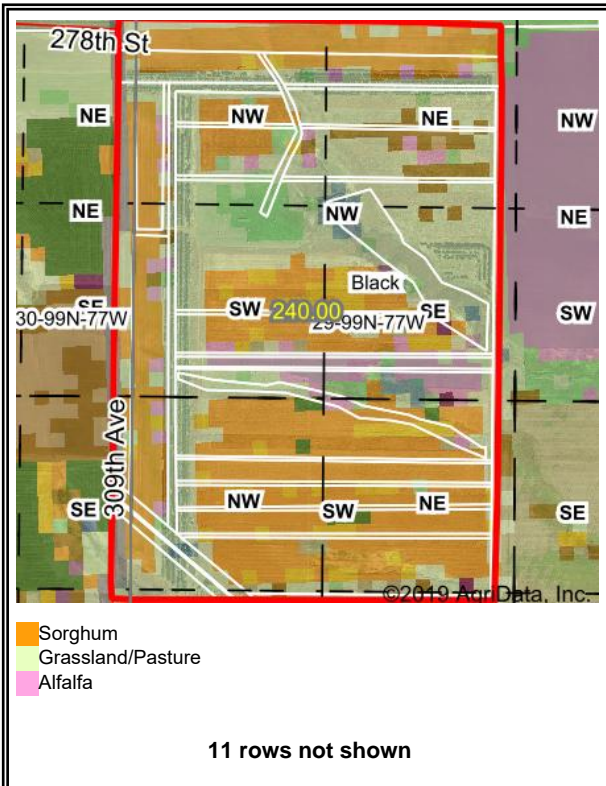 278th St
NE
NW
NE
NW
NE
NW
NE
Black
SE
30-99N-77W
SW
240.00
29-99N-77W
SE
SW
309th Ave
SE
NW
SW
NE
SE
©2019 AgriData, Inc.
Sorghum
Grassland/Pasture
Alfalfa
11 rows not shown